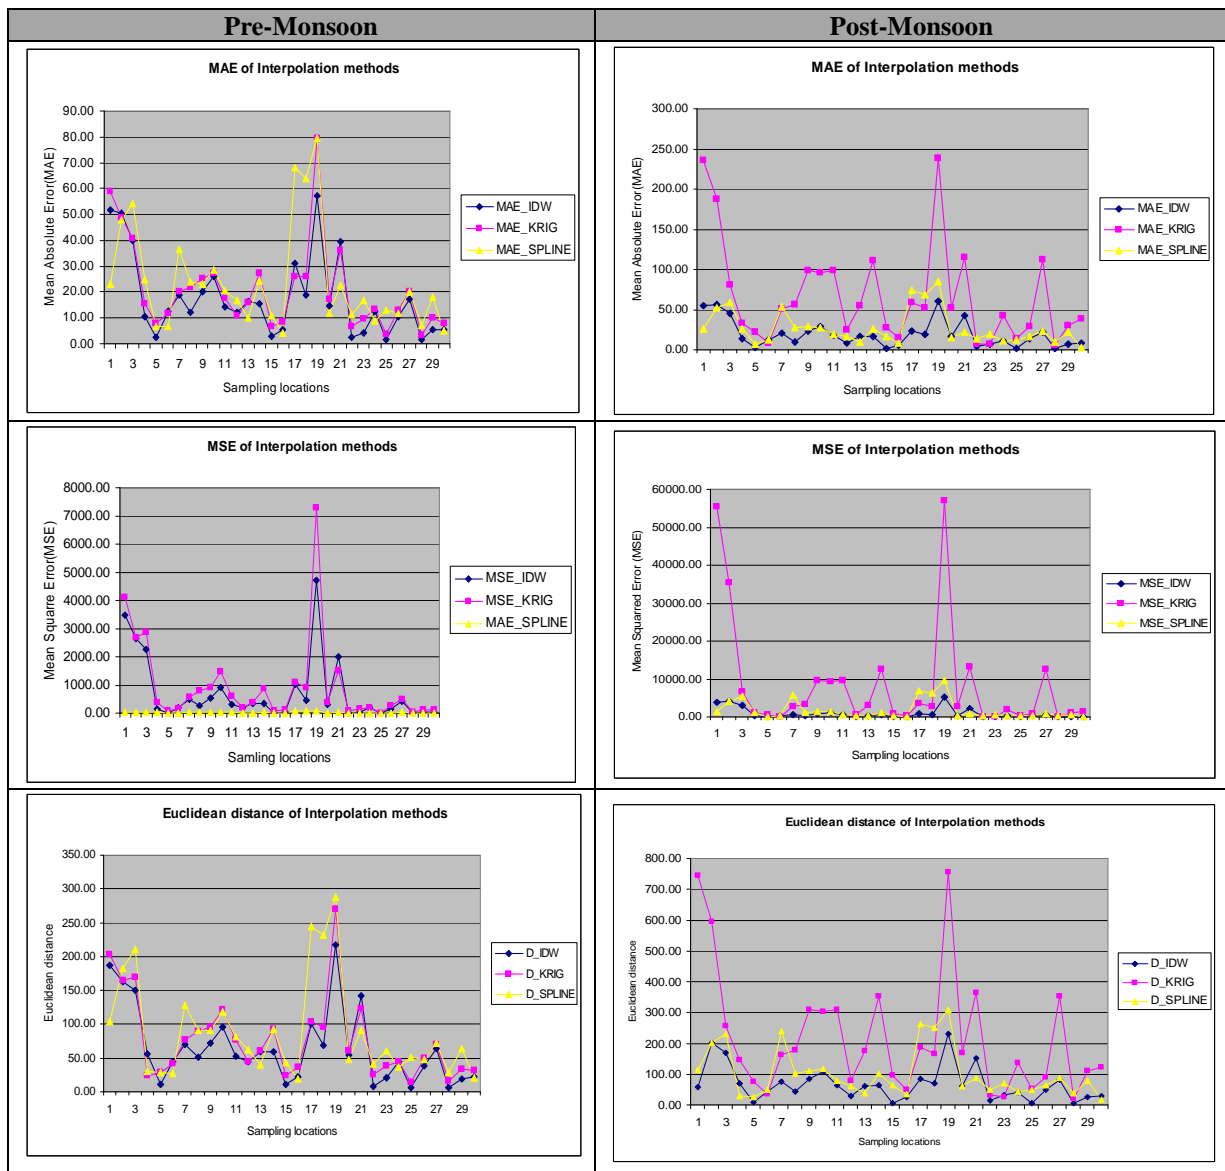 Pre-Monsoon
Post-Monsoon
MAE of Interpolation methods
Mean Absolute Error(MAE)
90.00
80.00
70.00
60.00
50.00
40.00
30.00
20.00
10.00
0.00
1 3 5 7 9 11 13 15 17 19 21 23 25 27 29
Sampling locations
MAE_IDW
MAE_KRIG
MAE_SPLINE
MAE of Interpolation methods
Mean Absolute Error(MAE)
300.00
250.00
200.00
150.00
100.00
50.00
0.00
1 3 5 7 9 11 13 15 17 19 21 23 25 27 29
Sampling locations
MAE_IDW
MAE_KRIG
MAE_SPLINE
MSE of Interpolation methods
Mean Squarre Error(MSE)
8000.00
7000.00
6000.00
5000.00
4000.00
3000.00
2000.00
1000.00
0.00
1 3 5 7 9 11 13 15 17 19 21 23 25 27 29
Samling locations
MSE_IDW
MSE_KRIG
MAE_SPLINE
MSE of Interpolation methods
Mean Squarred Error (MSE)
60000.00
50000.00
40000.00
30000.00
20000.00
10000.00
0.00
1 3 5 7 9 11 13 15 17 19 21 23 25 27 29
Sampling locations
MSE_IDW
MSE_KRIG
MSE_SPLINE
Euclidean distance of Interpolation methods
Euclidean distance
350.00
300.00
250.00
200.00
150.00
100.00
50.00
0.00
1 3 5 7 9 11 13 15 17 19 21 23 25 27 29
Sampling locations
D_IDW
D_KRIG
D_SPLINE
Euclidean distance of Interpolation methods
Euclidean distance
800.00
700.00
600.00
500.00
400.00
300.00
200.00
100.00
0.00
1 3 5 7 9 11 13 15 17 19 21 23 25 27 29
Sampling locations
D_IDW
D_KRIG
D_SPLINE